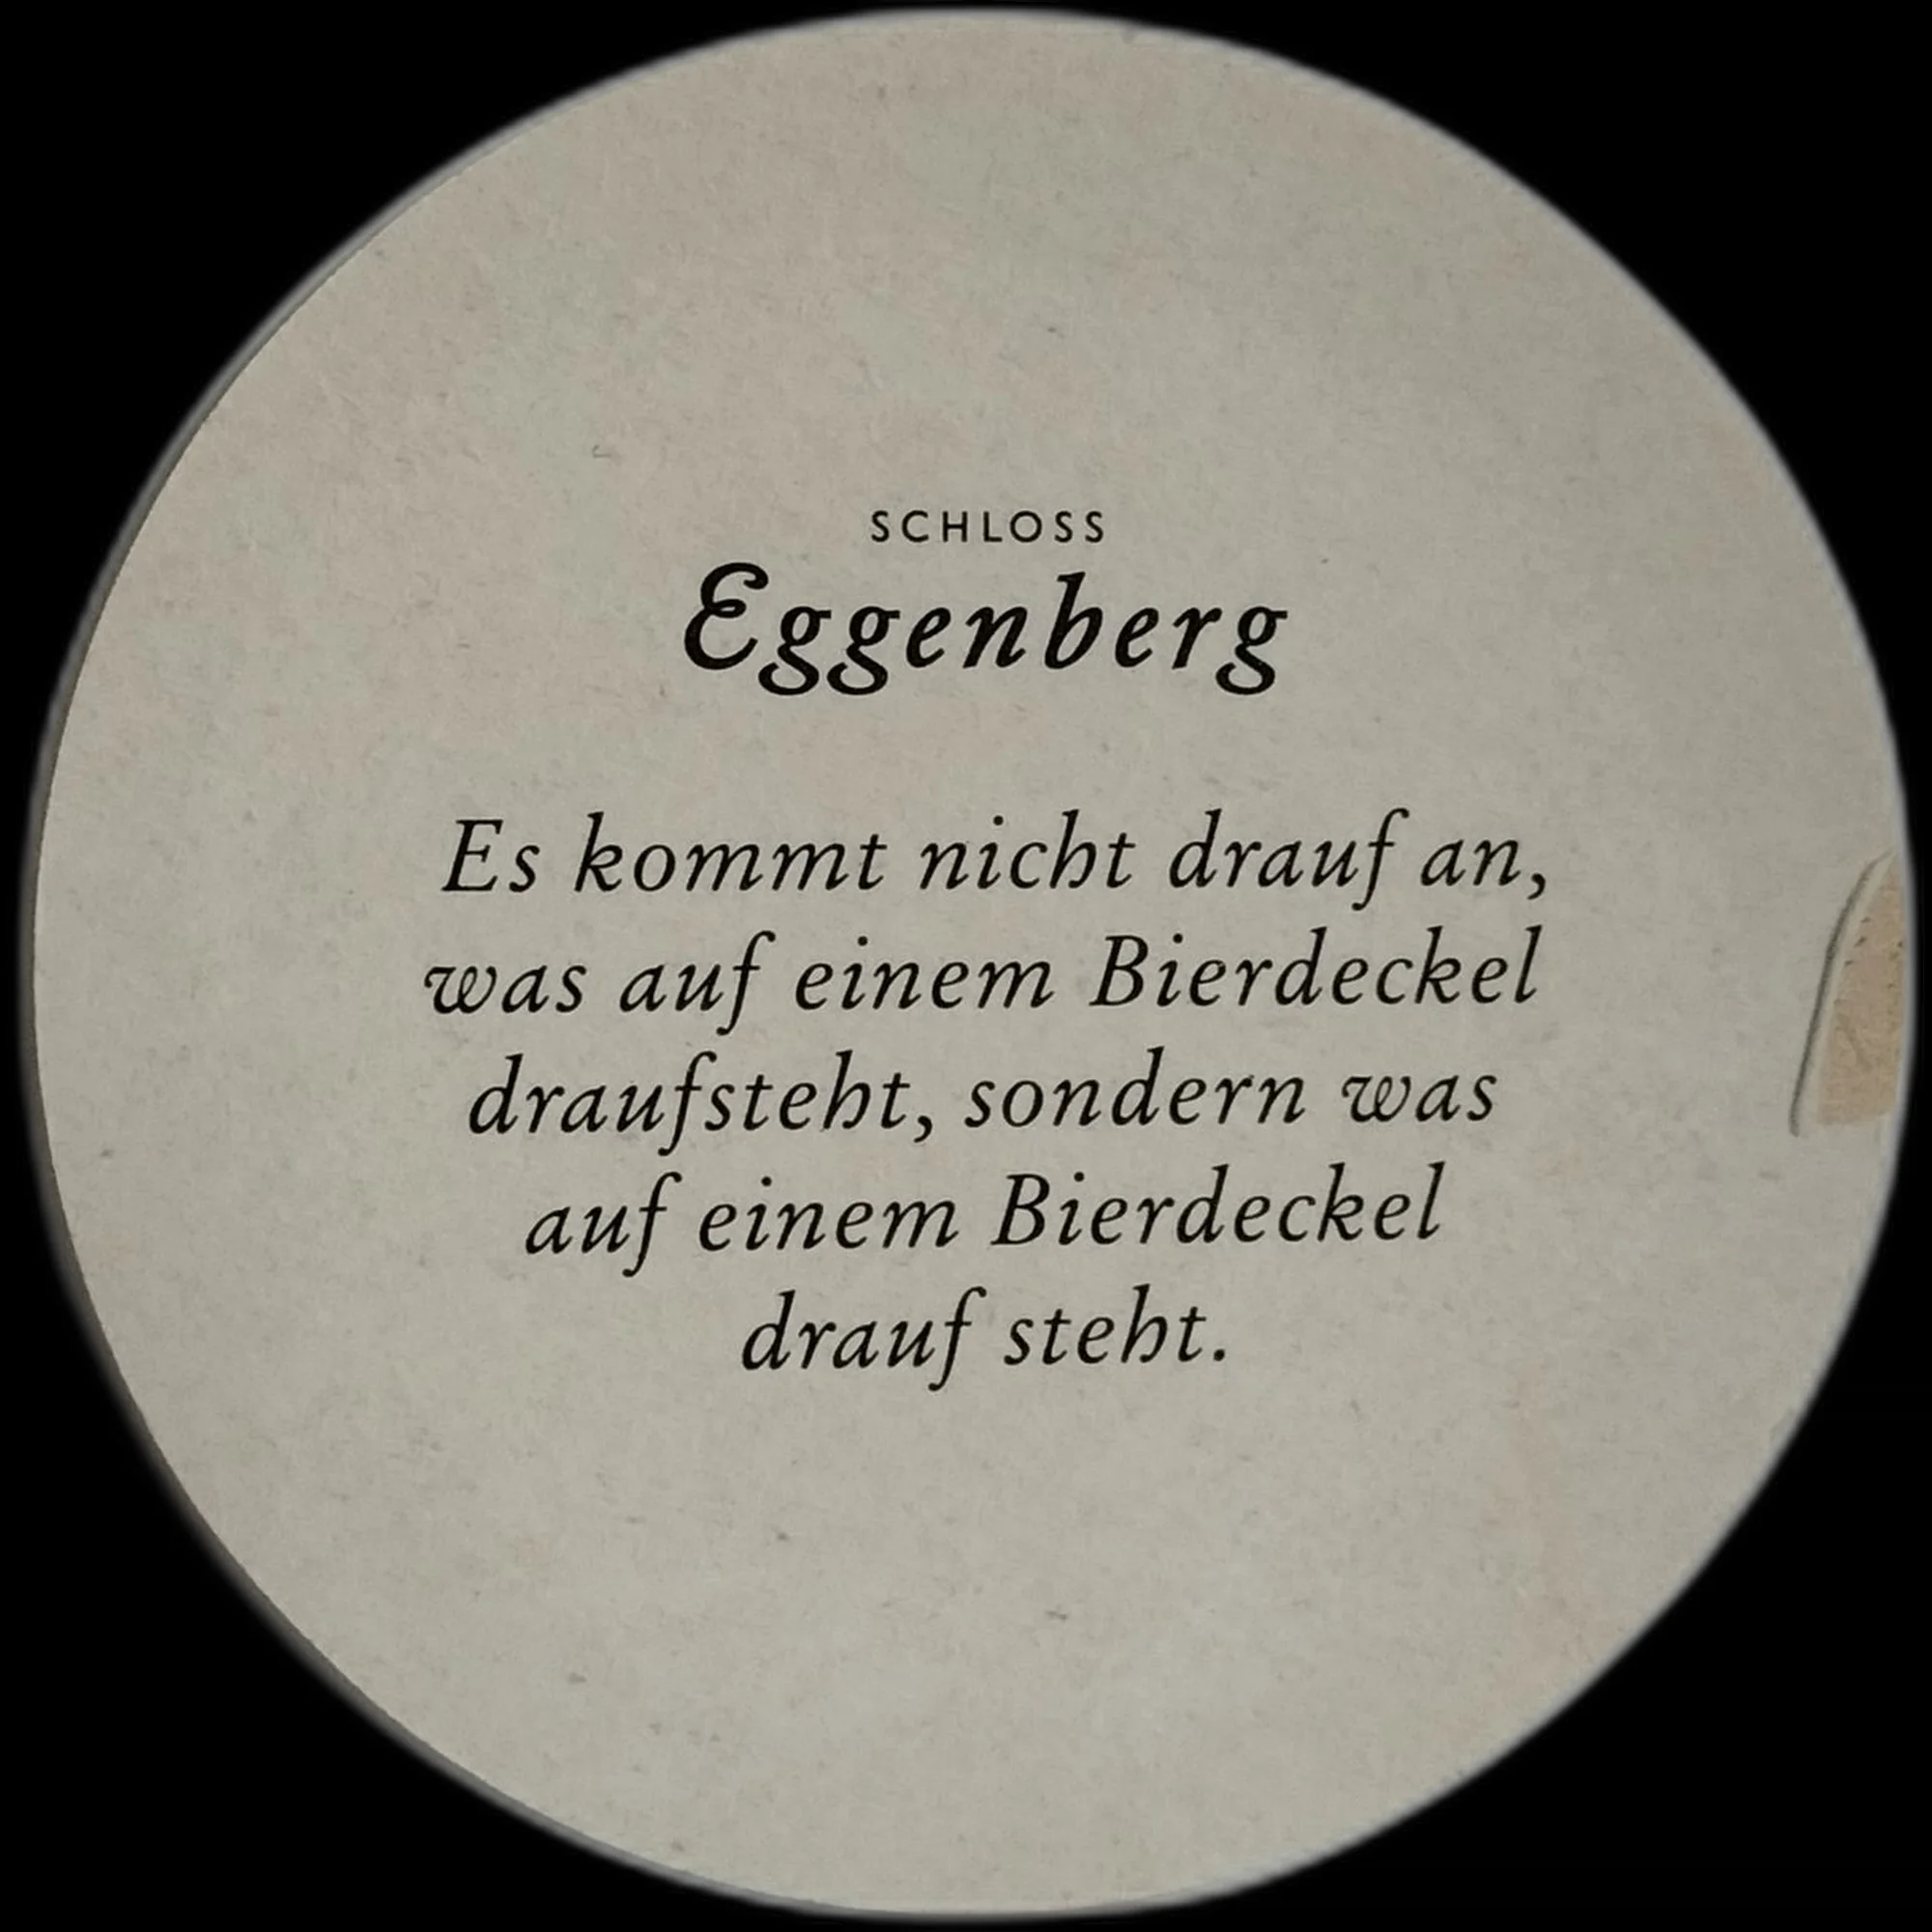 SCHLOSS
Eggenberg
Es kommt nicht drauf an,
was auf einem Bierdeckel
draufsteht, sondern was
auf einem Bierdeckel
drauf steht.